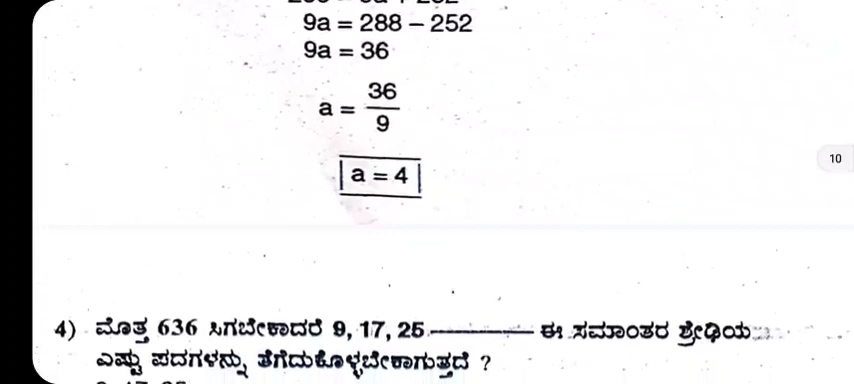 9a = 288 – 252
9a = 36
a = 36/9
a = 4
10
4) ಮೊತ್ತ 636 ಸಿಗಬೇಕಾದರೆ 9, 17, 25 ——— ಈ ಸಮಾಂತರ ಶ್ರೇಢಿಯ
ಎಷ್ಟು ಪದಗಳನ್ನು ತೆಗೆದುಕೊಳ್ಳಬೇಕಾಗುತ್ತದೆ ?